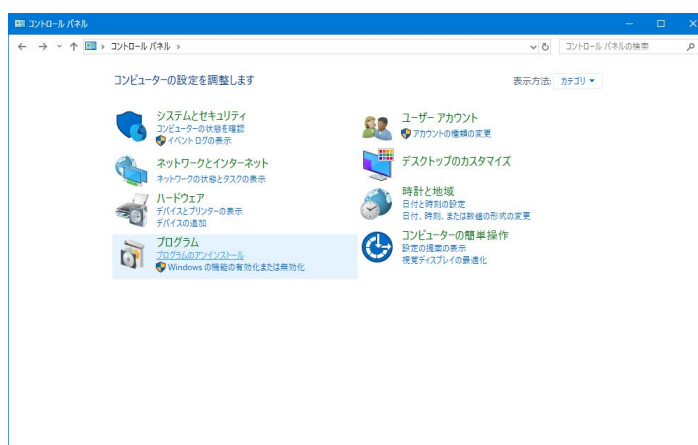 コントロール パネル
コントロール パネル
コントロール パネルの検索
コンピューターの設定を調整します
表示方法: カテゴリ
システムとセキュリティ
コンピューターの状態を確認
イベント ログの表示
ネットワークとインターネット
ネットワークの状態とタスクの表示
ハードウェア
デバイスとプリンターの表示
デバイスの追加
プログラム
プログラムのアンインストール
Windows の機能の有効化または無効化
ユーザー アカウント
アカウントの種類の変更
デスクトップのカスタマイズ
時計と地域
日付と時刻の設定
日付、時刻、または数値の形式の変更
コンピューターの簡単操作
設定の提案の表示
視覚ディスプレイの最適化